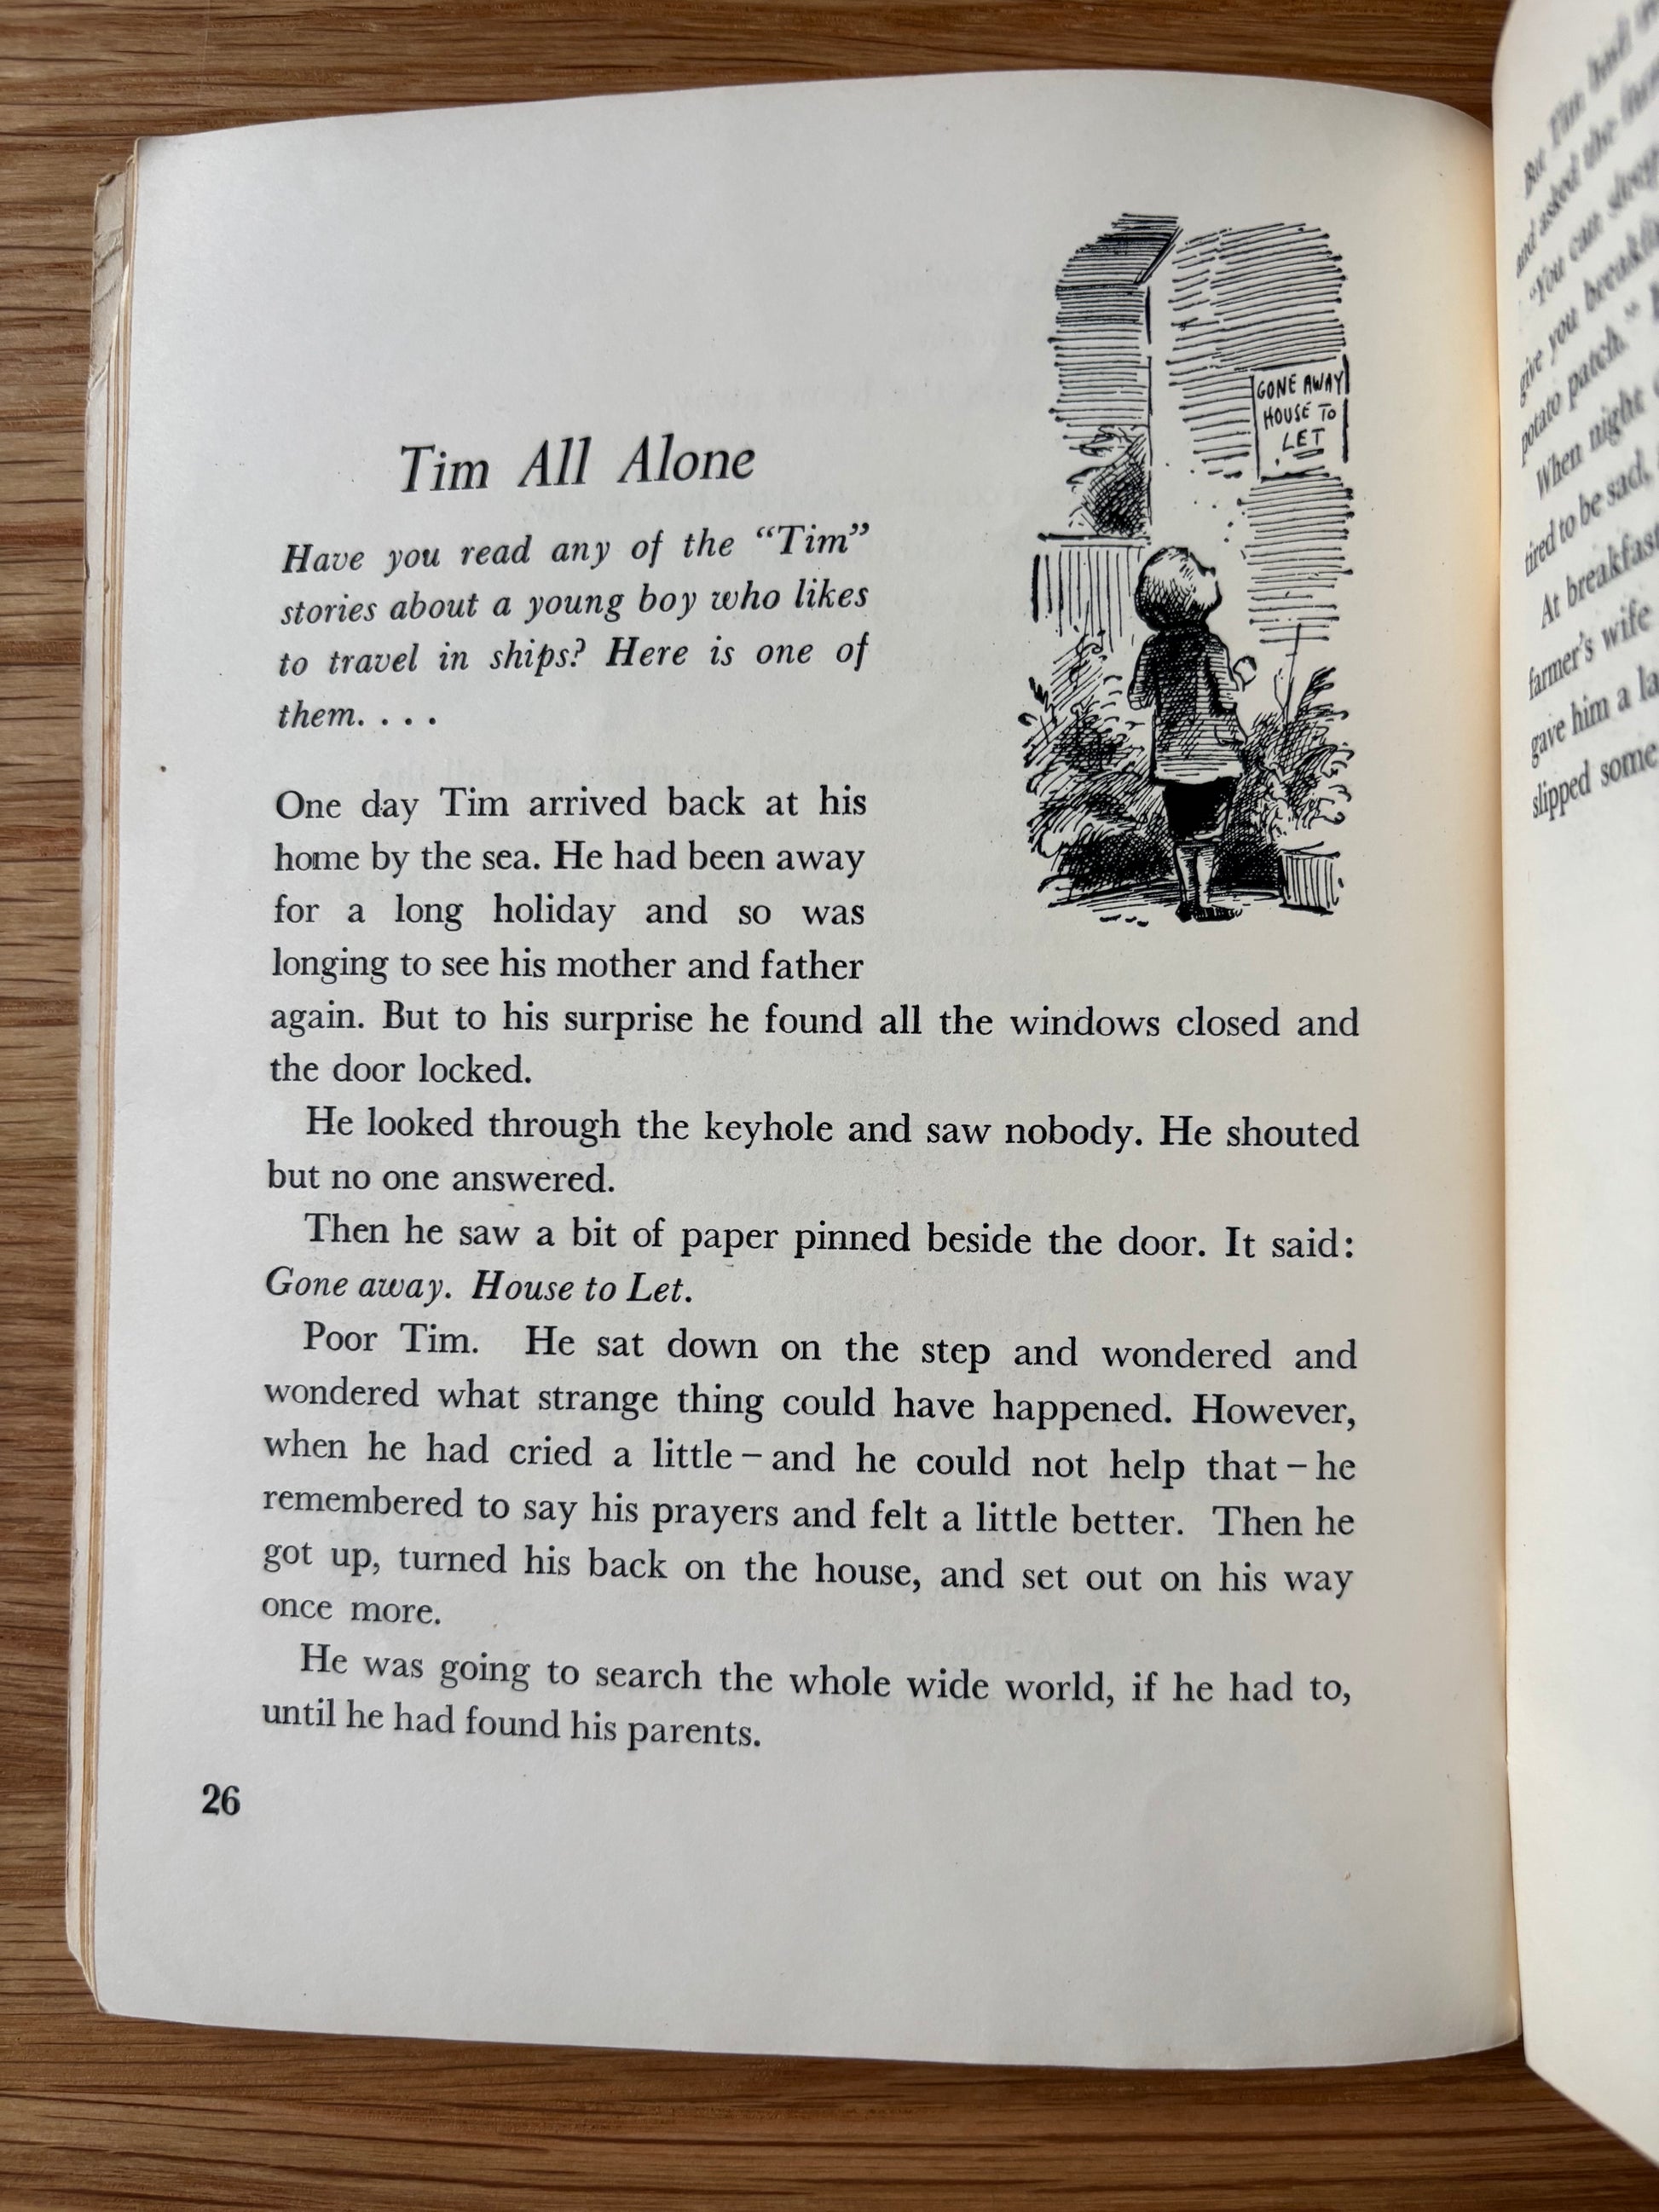 Tim All Alone
Have you read any of the “Tim”
stories about a young boy who likes
to travel in ships? Here is one of
them. . . .
GONE AWAY
HOUSE TO
LET
One day Tim arrived back at his
home by the sea. He had been away
for a long holiday and so was
longing to see his mother and father
again. But to his surprise he found all the windows closed and
the door locked.
He looked through the keyhole and saw nobody. He shouted
but no one answered.
Then he saw a bit of paper pinned beside the door. It said:
Gone away. House to Let.
Poor Tim. He sat down on the step and wondered and
wondered what strange thing could have happened. However,
when he had cried a little – and he could not help that – he
remembered to say his prayers and felt a little better. Then he
got up, turned his back on the house, and set out on his way
once more.
He was going to search the whole wide world, if he had to,
until he had found his parents.
26
But Tim had
and asked the
“You can sleep
give you breakfast
potato patch.”
When night
tired to be sad,
At breakfast
farmer’s wife
gave him a
slipped some